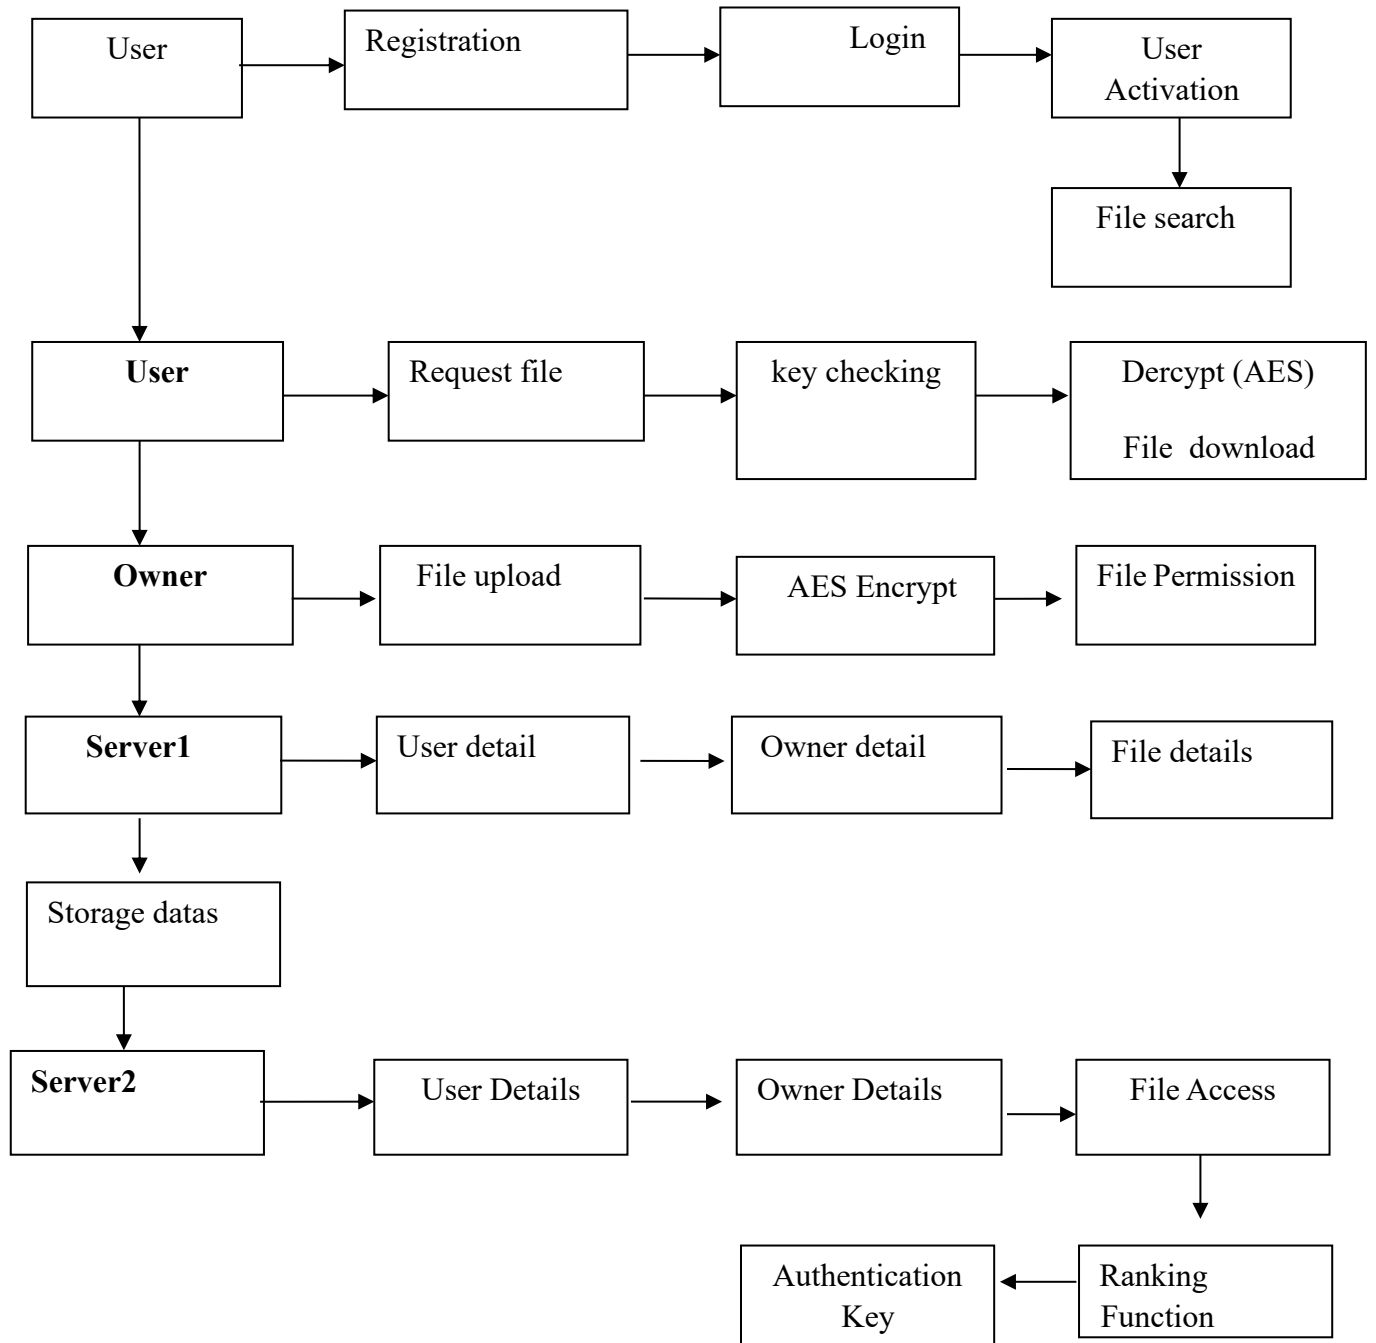 User
Registration
Login
User
Activation
File search
User
Request file
key checking
Dercypt (AES)
File download
Owner
File upload
AES Encrypt
File Permission
Server1
User detail
Owner detail
File details
Storage datas
Server2
User Details
Owner Details
File Access
Authentication
Key
Ranking
Function